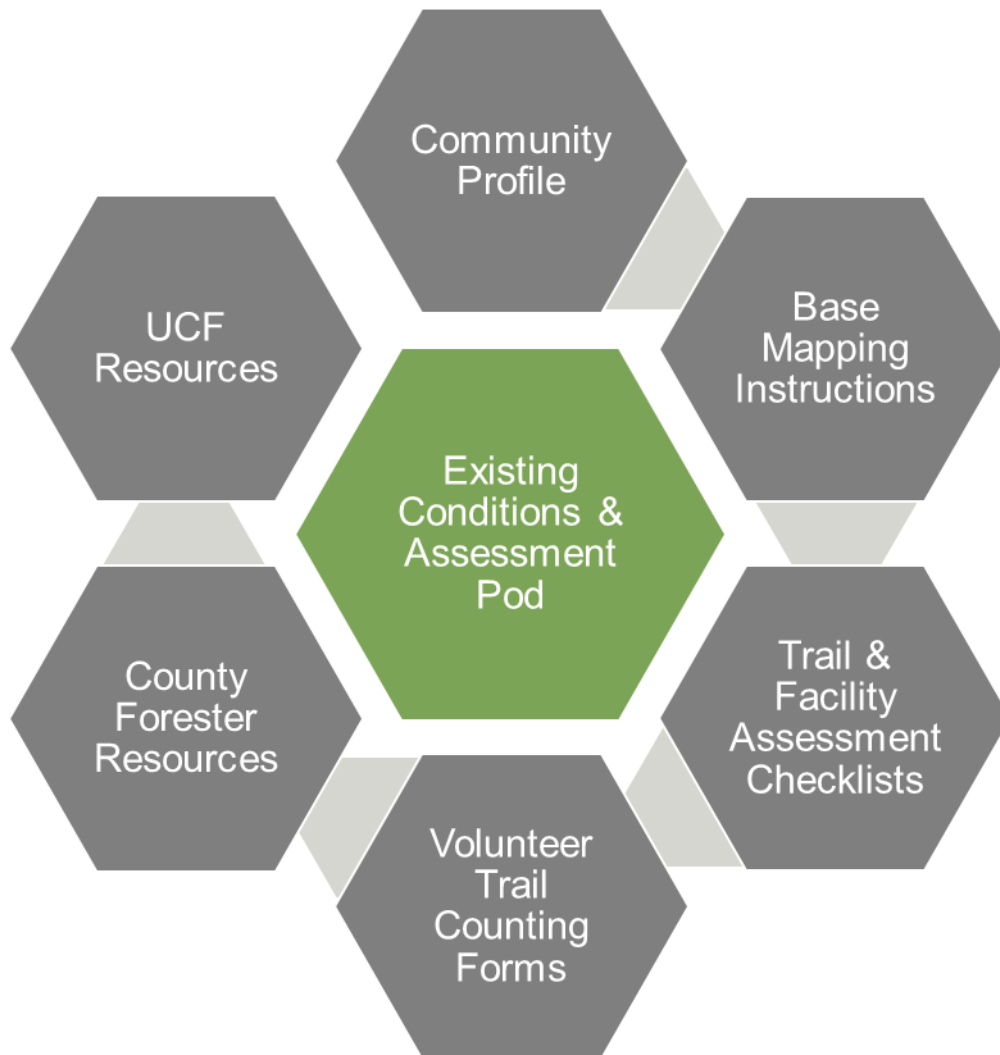 Community
Profile
Base
Mapping
Instructions
Trail &
Facility
Assessment
Checklists
Volunteer
Trail
Counting
Forms
County
Forester
Resources
UCF
Resources
Existing
Conditions &
Assessment
Pod